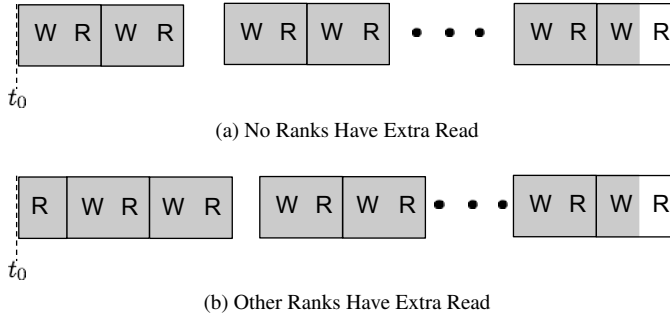 W R W R W R W R • • • W R W R
t₀
(a) No Ranks Have Extra Read
R W R W R W R W R • • • W R W R
t₀
(b) Other Ranks Have Extra Read